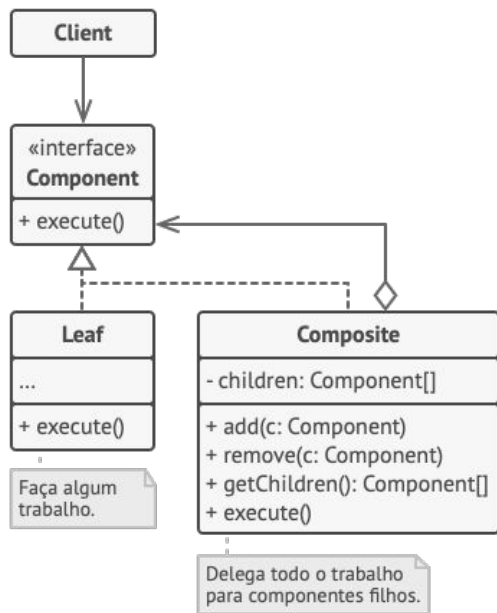 Client
«interface»
Component
+ execute()
Leaf
...
+ execute()
Faça algum
trabalho.
Composite
- children: Component[]
+ add(c: Component)
+ remove(c: Component)
+ getChildren(): Component[]
+ execute()
Delega todo o trabalho
para componentes filhos.